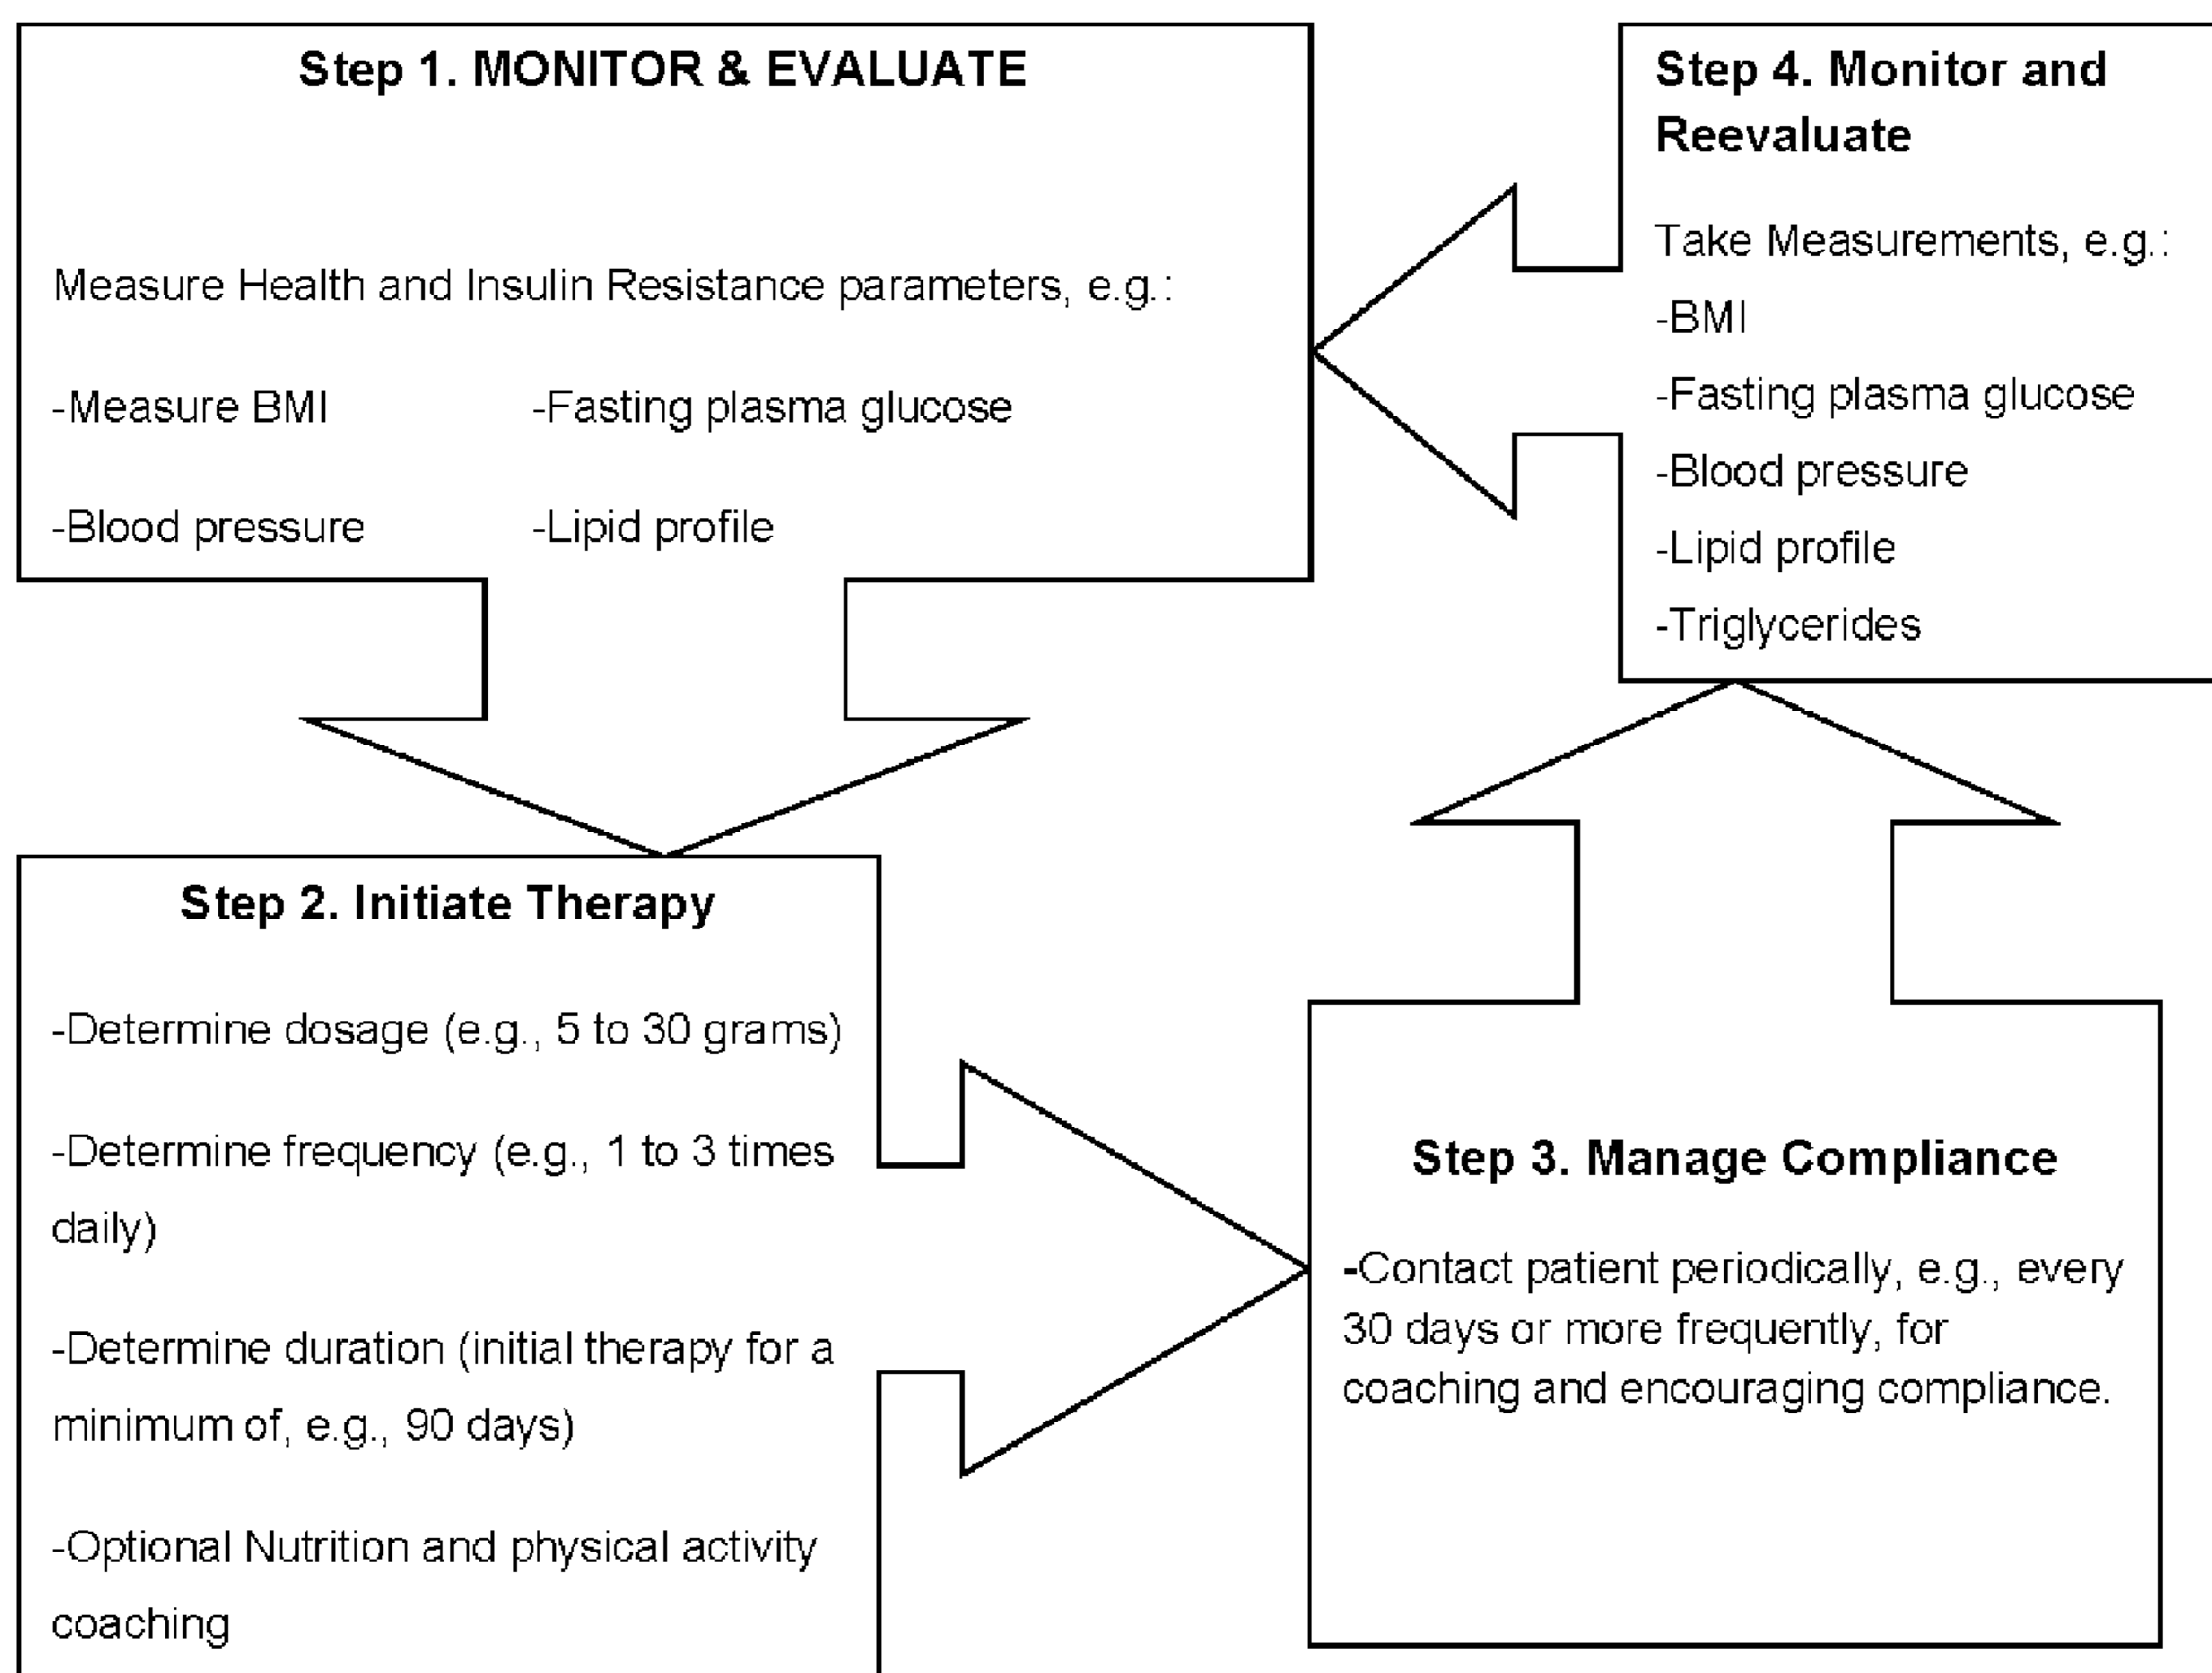 Step 1. MONITOR & EVALUATE
Measure Health and Insulin Resistance parameters, e.g.:
-Measure BMI -Fasting plasma glucose
-Blood pressure -Lipid profile
Step 2. Initiate Therapy
-Determine dosage (e.g., 5 to 30 grams)
-Determine frequency (e.g., 1 to 3 times
daily)
-Determine duration (initial therapy for a
minimum of, e.g., 90 days)
-Optional Nutrition and physical activity
coaching
Step 3. Manage Compliance
-Contact patient periodically, e.g., every
30 days or more frequently, for
coaching and encouraging compliance.
Step 4. Monitor and
Reevaluate
Take Measurements, e.g.:
-BMI
-Fasting plasma glucose
-Blood pressure
-Lipid profile
-Triglycerides